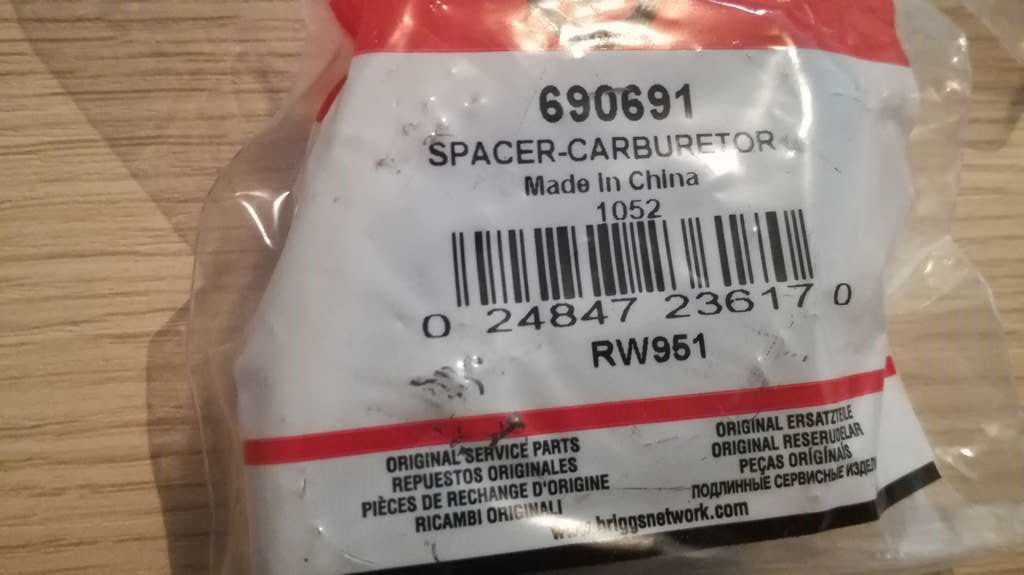 690691
SPACER-CARBURETOR
Made In China
1052
0 24847 23617 0
RW951
ORIGINAL SERVICE PARTS
REPUESTOS ORIGINALES
PIÈCES DE RECHANGE D'ORIGINE
RICAMBI ORIGINALI
ORIGINAL ERSATZTEILE
ORIGINAL RESERVDELAR
PEÇAS ORIGINAIS
ПОДЛИННЫЕ СЕРВИСНЫЕ ИЗДЕЛИ
www.briggsnetwork.com